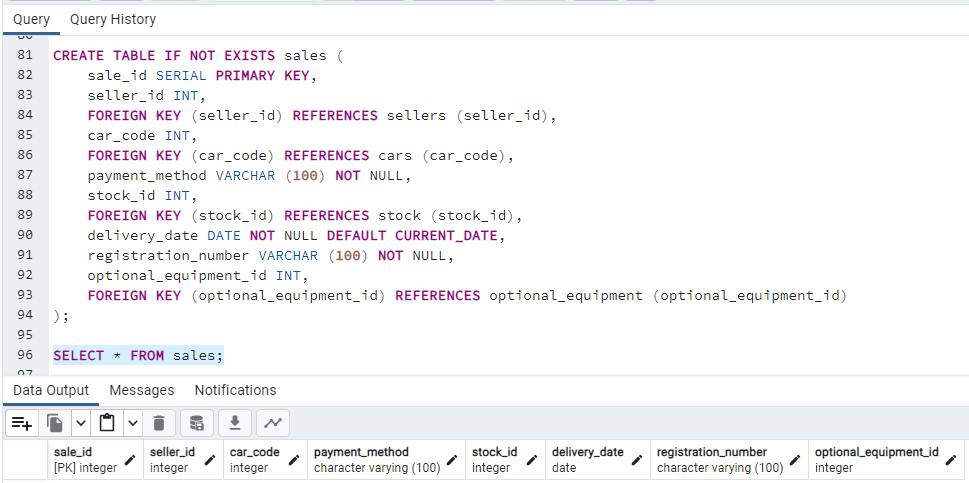 Query Query History
81 CREATE TABLE IF NOT EXISTS sales (
82 sale_id SERIAL PRIMARY KEY,
83 seller_id INT,
84 FOREIGN KEY (seller_id) REFERENCES sellers (seller_id),
85 car_code INT,
86 FOREIGN KEY (car_code) REFERENCES cars (car_code),
87 payment_method VARCHAR (100) NOT NULL,
88 stock_id INT,
89 FOREIGN KEY (stock_id) REFERENCES stock (stock_id),
90 delivery_date DATE NOT NULL DEFAULT CURRENT_DATE,
91 registration_number VARCHAR (100) NOT NULL,
92 optional_equipment_id INT,
93 FOREIGN KEY (optional_equipment_id) REFERENCES optional_equipment (optional_equipment_id)
94 );
95
96 SELECT * FROM sales;
Data Output Messages Notifications
sale_id seller_id car_code payment_method stock_id delivery_date registration_number optional_equipment_id
[PK] integer integer integer character varying (100) integer date character varying (100) integer